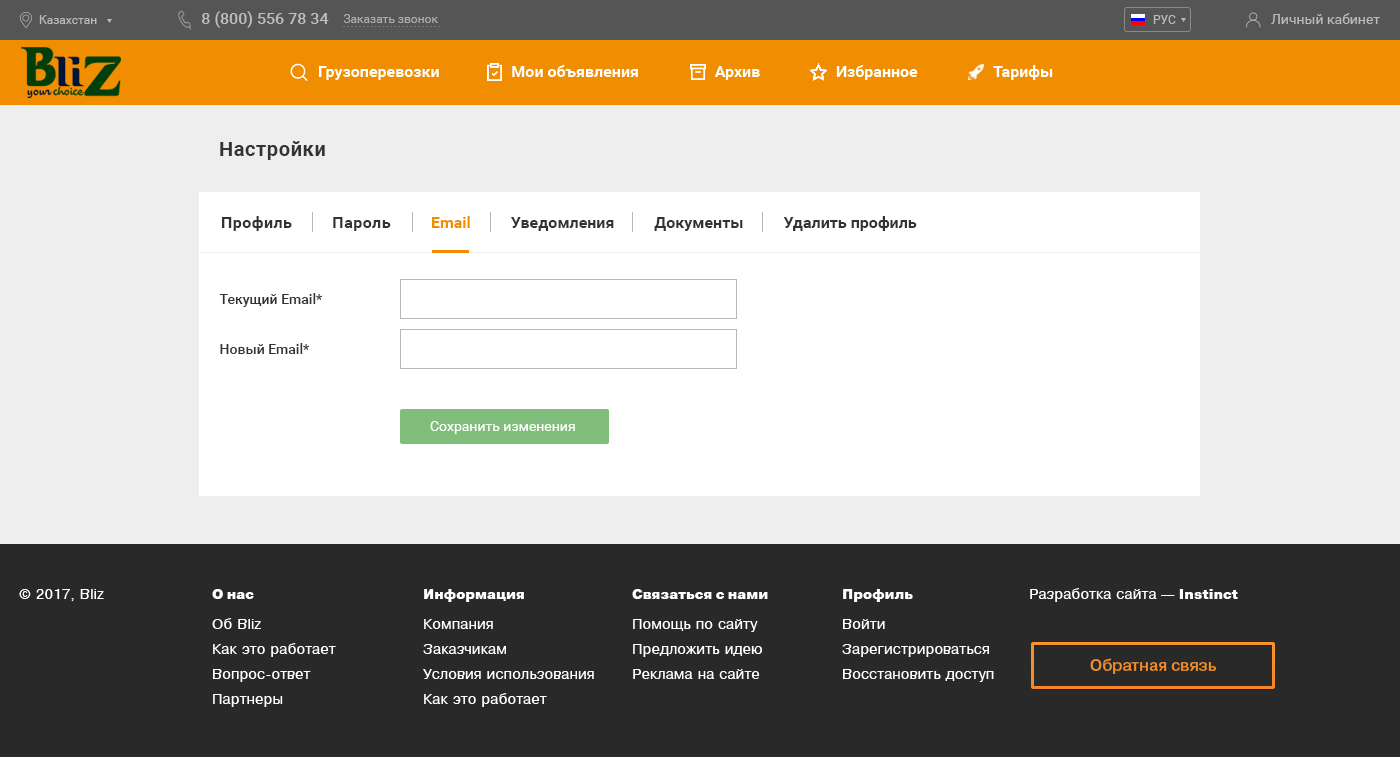 Казахстан
8 (800) 556 78 34
Заказать звонок
РУС
Личный кабинет
Bliz
your choice
Грузоперевозки
Мои объявления
Архив
Избранное
Тарифы
Настройки
Профиль
Пароль
Email
Уведомления
Документы
Удалить профиль
Текущий Email*
Новый Email*
Сохранить изменения
© 2017, Bliz
О нас
Об Bliz
Как это работает
Вопрос-ответ
Партнеры
Информация
Компания
Заказчикам
Условия использования
Как это работает
Связаться с нами
Помощь по сайту
Предложить идею
Реклама на сайте
Профиль
Войти
Зарегистрироваться
Восстановить доступ
Разработка сайта — Instinct
Обратная связь